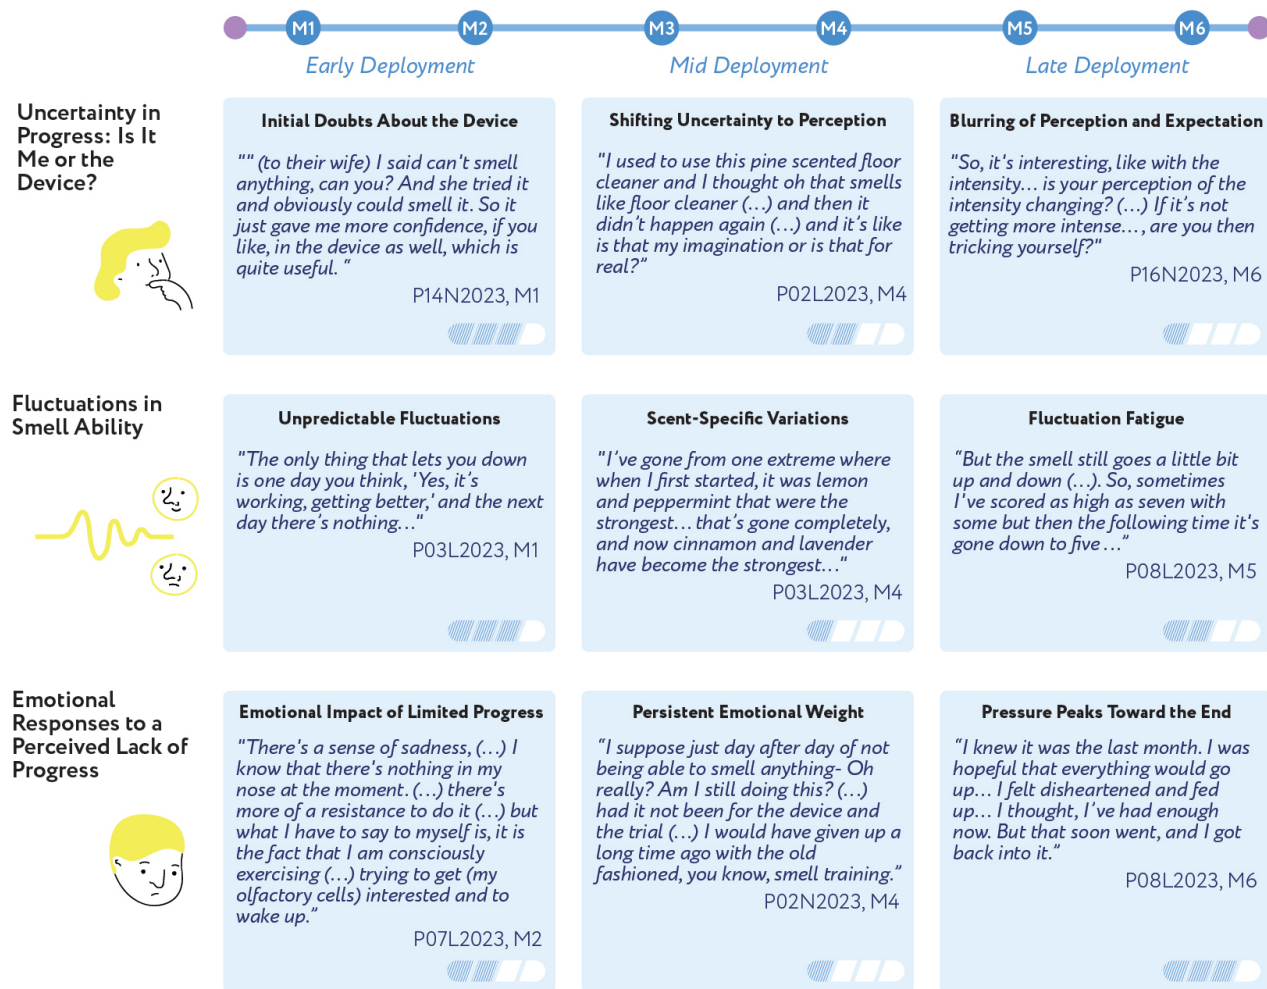 M1 M2 M3 M4 M5 M6
Early Deployment Mid Deployment Late Deployment
Uncertainty in
Progress: Is It
Me or the
Device?
Initial Doubts About the Device
"" (to their wife) I said can't smell
anything, can you? And she tried it
and obviously could smell it. So it
just gave me more confidence, if you
like, in the device as well, which is
quite useful. “
P14N2023, M1
Shifting Uncertainty to Perception
"I used to use this pine scented floor
cleaner and I thought oh that smells
like floor cleaner (...) and then it
didn't happen again (...) and it’s like
is that my imagination or is that for
real?”
P02L2023, M4
Blurring of Perception and Expectation
"So, it's interesting, like with the
intensity... is your perception of the
intensity changing? (...) If it’s not
getting more intense..., are you then
tricking yourself?"
P16N2023, M6
Fluctuations in
Smell Ability
Unpredictable Fluctuations
"The only thing that lets you down
is one day you think, 'Yes, it’s
working, getting better,' and the next
day there’s nothing..."
P03L2023, M1
Scent-Specific Variations
"I’ve gone from one extreme where
when I first started, it was lemon
and peppermint that were the
strongest... that’s gone completely,
and now cinnamon and lavender
have become the strongest..."
P03L2023, M4
Fluctuation Fatigue
“But the smell still goes a little bit
up and down (...). So, sometimes
I've scored as high as seven with
some but then the following time it's
gone down to five ...”
P08L2023, M5
Emotional
Responses to a
Perceived Lack of
Progress
Emotional Impact of Limited Progress
"There's a sense of sadness, (...) I
know that there's nothing in my
nose at the moment. (...) there's
more of a resistance to do it (...) but
what I have to say to myself is, it is
the fact that I am consciously
exercising (...) trying to get (my
olfactory cells) interested and to
wake up.”
P07L2023, M2
Persistent Emotional Weight
“I suppose just day after day of not
being able to smell anything- Oh
really? Am I still doing this? (...)
had it not been for the device and
the trial (...) I would have given up a
long time ago with the old
fashioned, you know, smell training.”
P02N2023, M4
Pressure Peaks Toward the End
“I knew it was the last month. I was
hopeful that everything would go
up... I felt disheartened and fed
up... I thought, I’ve had enough
now. But that soon went, and I got
back into it.”
P08L2023, M6